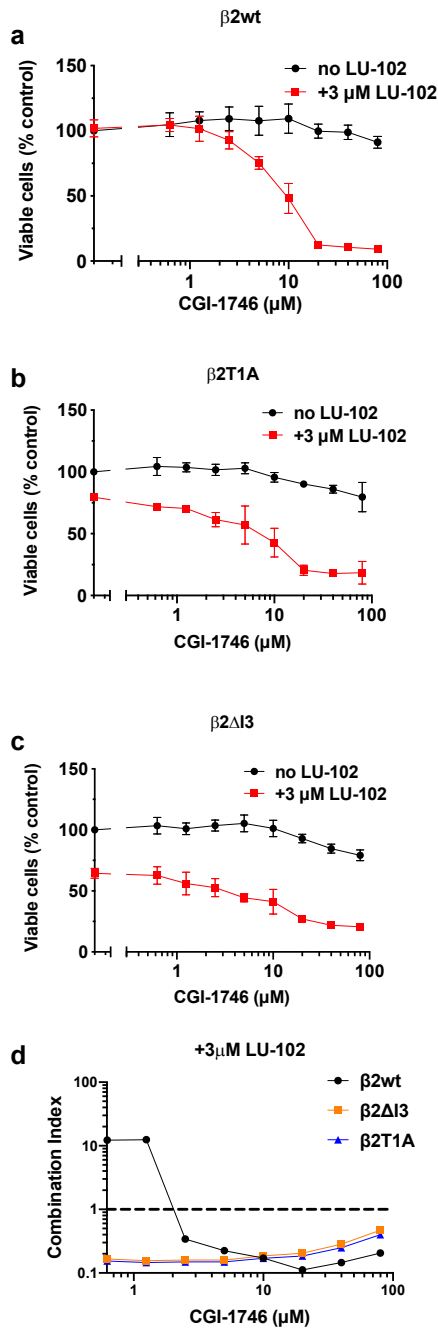 a
β2wt
no LU-102
+3 µM LU-102
Viable cells (% control)
150
100
50
0
1
10
100
CGI-1746 (µM)
b
β2T1A
no LU-102
+3 µM LU-102
Viable cells (% control)
150
100
50
0
1
10
100
CGI-1746 (µM)
c
β2ΔI3
no LU-102
+3 µM LU-102
Viable cells (% control)
150
100
50
0
1
10
100
CGI-1746 (µM)
d
+3µM LU-102
β2wt
β2ΔI3
β2T1A
Combination Index
100
10
1
0.1
1
10
100
CGI-1746 (µM)